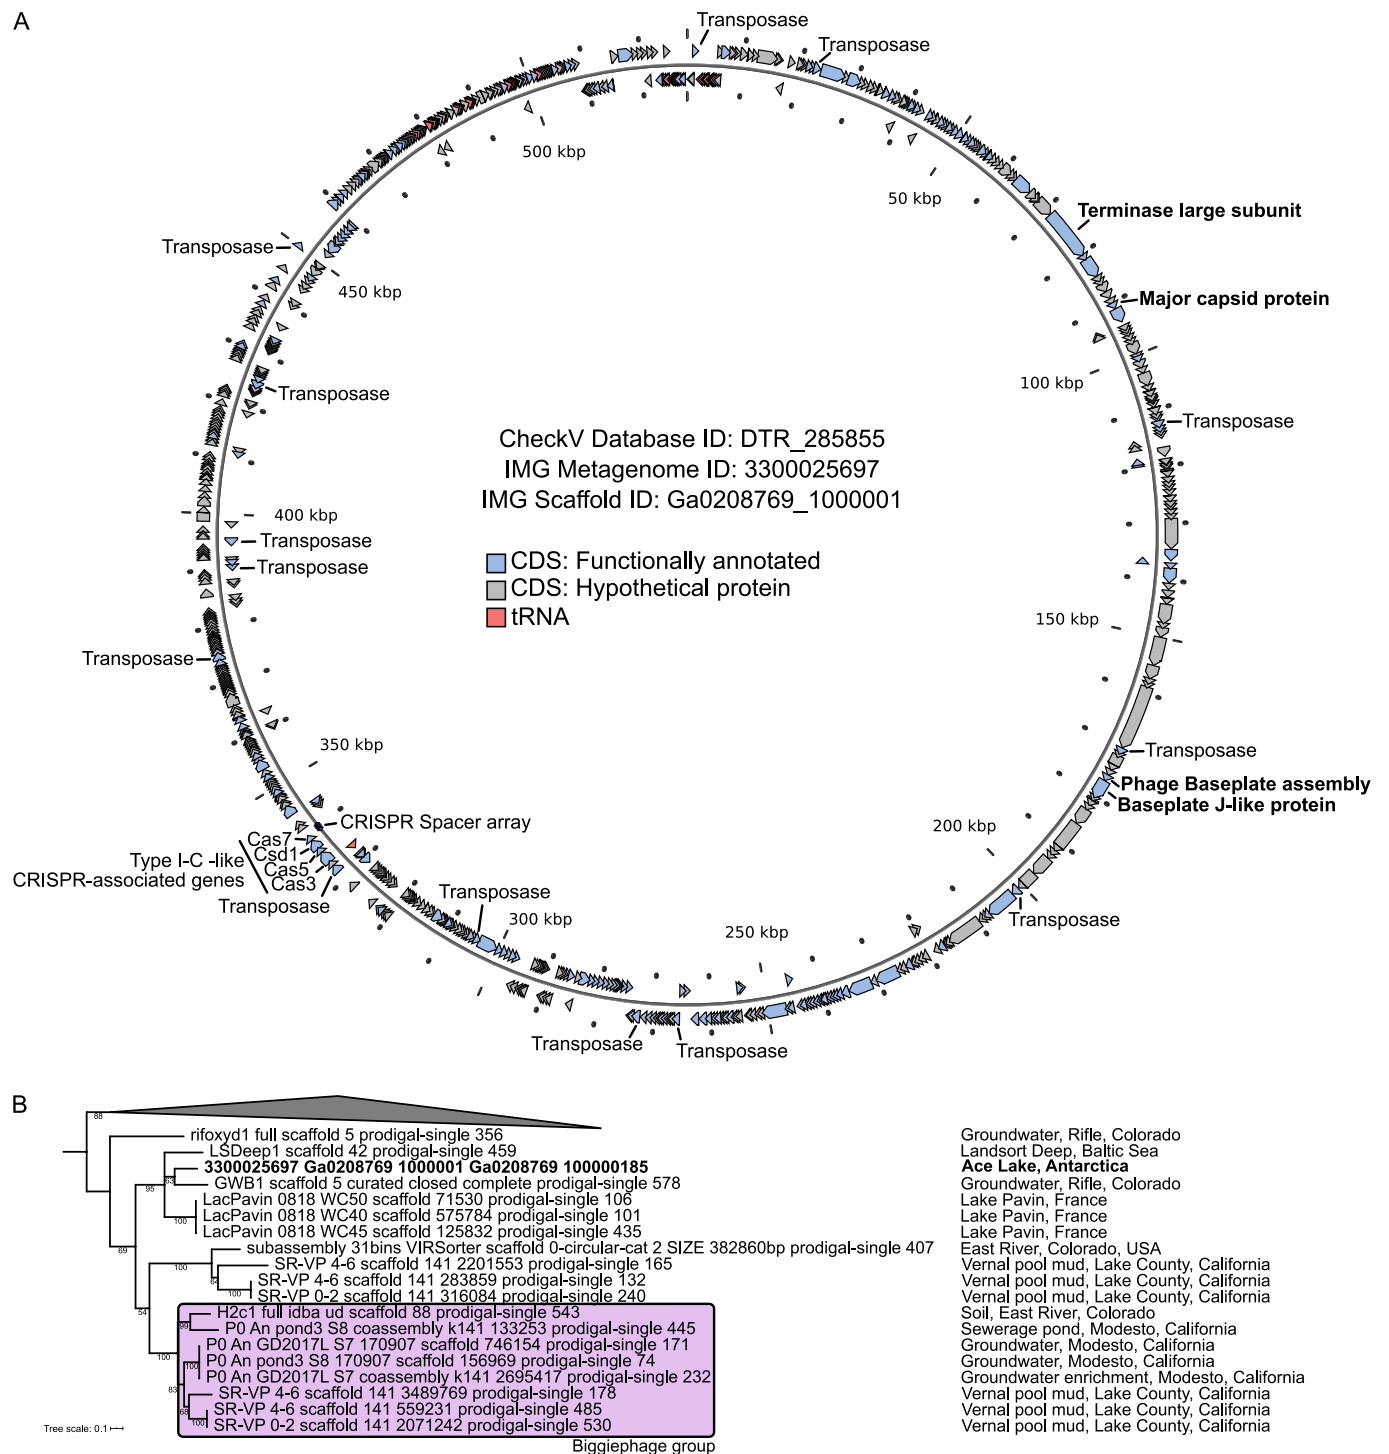 A
Transposase
Transposase
500 kbp
50 kbp
Terminase large subunit
Transposase
450 kbp
Major capsid protein
100 kbp
Transposase
Transposase
CheckV Database ID: DTR_285855
IMG Metagenome ID: 3300025697
IMG Scaffold ID: Ga0208769_1000001
400 kbp
Transposase
Transposase
CDS: Functionally annotated
CDS: Hypothetical protein
tRNA
150 kbp
Transposase
350 kbp
Transposase
Phage Baseplate assembly
Baseplate J-like protein
CRISPR Spacer array
200 kbp
Cas7
Csd1
Cas5
Cas3
Type I-C -like
CRISPR-associated genes
Transposase
Transposase
300 kbp
250 kbp
Transposase
Transposase
Transposase
B
88
rifoxyd1 full scaffold 5 prodigal-single 356 Groundwater, Rifle, Colorado
LSDeep1 scaffold 42 prodigal-single 459 Landsort Deep, Baltic Sea
3300025697 Ga0208769 1000001 Ga0208769 100000185 Ace Lake, Antarctica
63
GWB1 scaffold 5 curated closed complete prodigal-single 578 Groundwater, Rifle, Colorado
95
LacPavin 0818 WC50 scaffold 71530 prodigal-single 106 Lake Pavin, France
LacPavin 0818 WC40 scaffold 575784 prodigal-single 101 Lake Pavin, France
100
LacPavin 0818 WC45 scaffold 125832 prodigal-single 435 Lake Pavin, France
69
subassembly 31bins VIRSorter scaffold 0-circular-cat 2 SIZE 382860bp prodigal-single 407 East River, Colorado, USA
100
SR-VP 4-6 scaffold 141 2201553 prodigal-single 165 Vernal pool mud, Lake County, California
64
SR-VP 4-6 scaffold 141 283859 prodigal-single 132 Vernal pool mud, Lake County, California
100
SR-VP 0-2 scaffold 141 316084 prodigal-single 240 Vernal pool mud, Lake County, California
54
H2c1 full idba ud scaffold 88 prodigal-single 543 Soil, East River, Colorado
99
P0 An pond3 S8 coassembly k141 133253 prodigal-single 445 Sewerage pond, Modesto, California
P0 An GD2017L S7 170907 scaffold 746154 prodigal-single 171 Groundwater, Modesto, California
100
P0 An pond3 S8 170907 scaffold 156969 prodigal-single 74 Groundwater, Modesto, California
100
P0 An GD2017L S7 coassembly k141 2695417 prodigal-single 232 Groundwater enrichment, Modesto, California
83
SR-VP 4-6 scaffold 141 3489769 prodigal-single 178 Vernal pool mud, Lake County, California
68
SR-VP 4-6 scaffold 141 559231 prodigal-single 485 Vernal pool mud, Lake County, California
100
SR-VP 0-2 scaffold 141 2071242 prodigal-single 530 Vernal pool mud, Lake County, California
Tree scale: 0.1
Biggiephage group